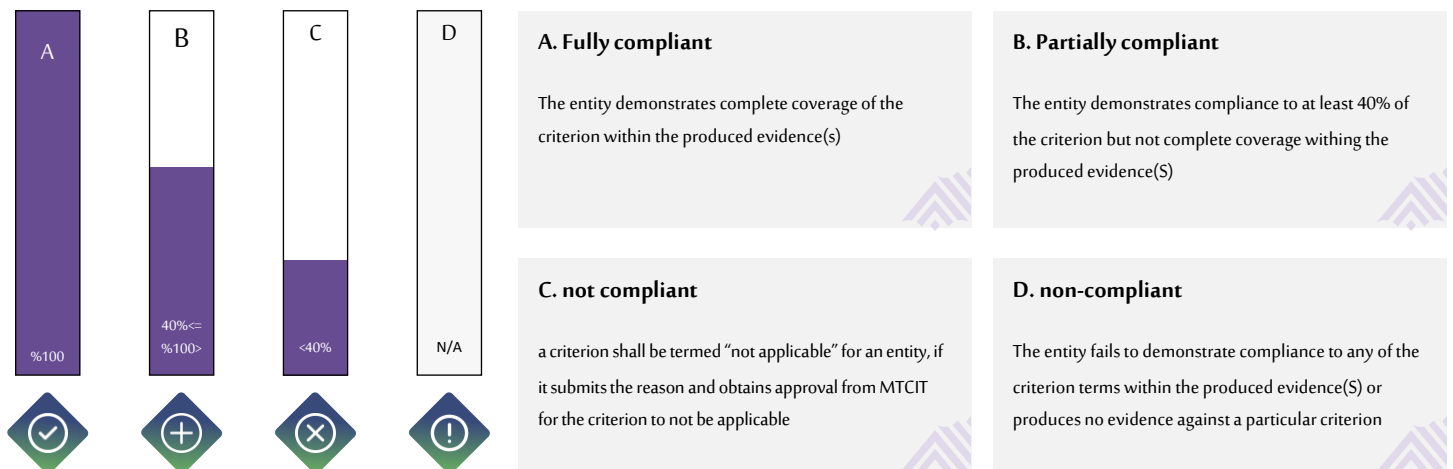 A
B
C
D
%100
40%<=
%100>
<40%
N/A
A. Fully compliant
The entity demonstrates complete coverage of the
criterion within the produced evidence(s)
B. Partially compliant
The entity demonstrates compliance to at least 40% of
the criterion but not complete coverage withing the
produced evidence(S)
C. not compliant
a criterion shall be termed “not applicable” for an entity, if
it submits the reason and obtains approval from MTCIT
for the criterion to not be applicable
D. non-compliant
The entity fails to demonstrate compliance to any of the
criterion terms within the produced evidence(S) or
produces no evidence against a particular criterion